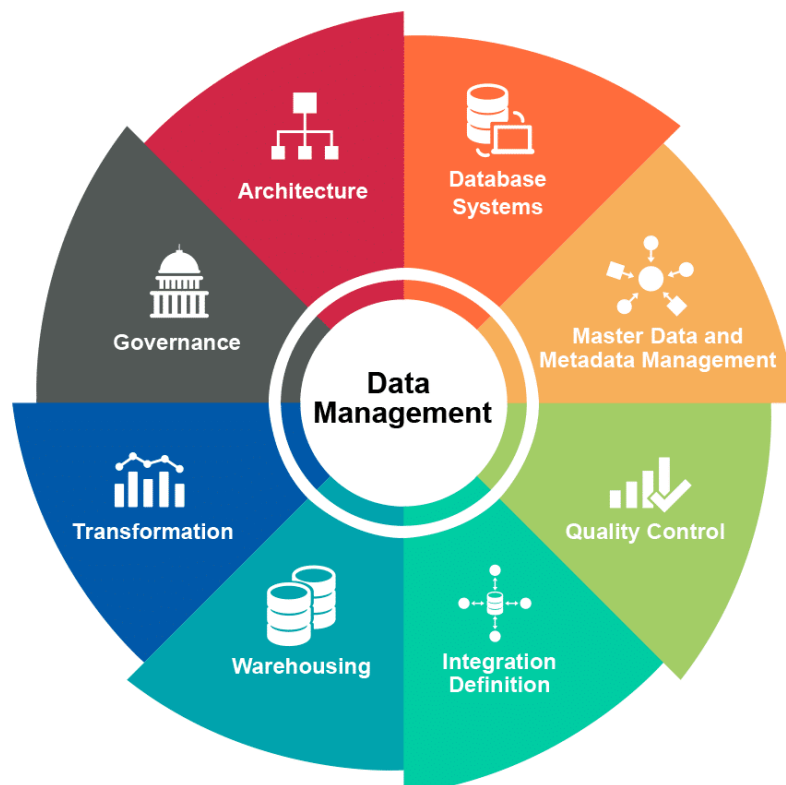 Architecture
Database
Systems
Master Data and
Metadata Management
Quality Control
Integration
Definition
Warehousing
Transformation
Governance
Data
Management